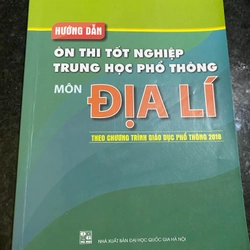 HƯỚNG DẪN
ÔN THI TỐT NGHIỆP
TRUNG HỌC PHỔ THÔNG
MÔN ĐỊA LÍ
THEO CHƯƠNG TRÌNH GIÁO DỤC PHỔ THÔNG 2018
NHÀ XUẤT BẢN ĐẠI HỌC QUỐC GIA HÀ NỘI